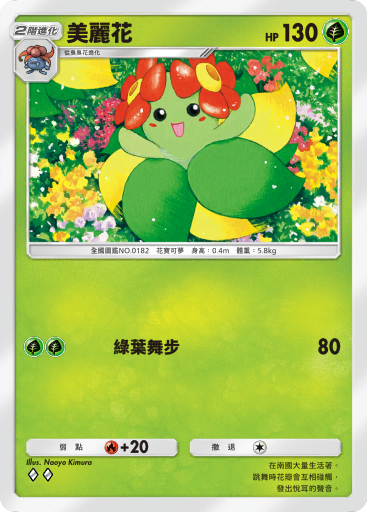 2階進化
美麗花
HP 130
從臭臭花進化
全國圖鑑NO.0182 花寶可夢 身高：0.4m 體重：5.8kg
綠葉舞步 80
弱點 +20 撤退
Illus. Naoyo Kimura
在南國大量生活著。
跳舞時花瓣會互相碰觸，
發出悅耳的聲音。